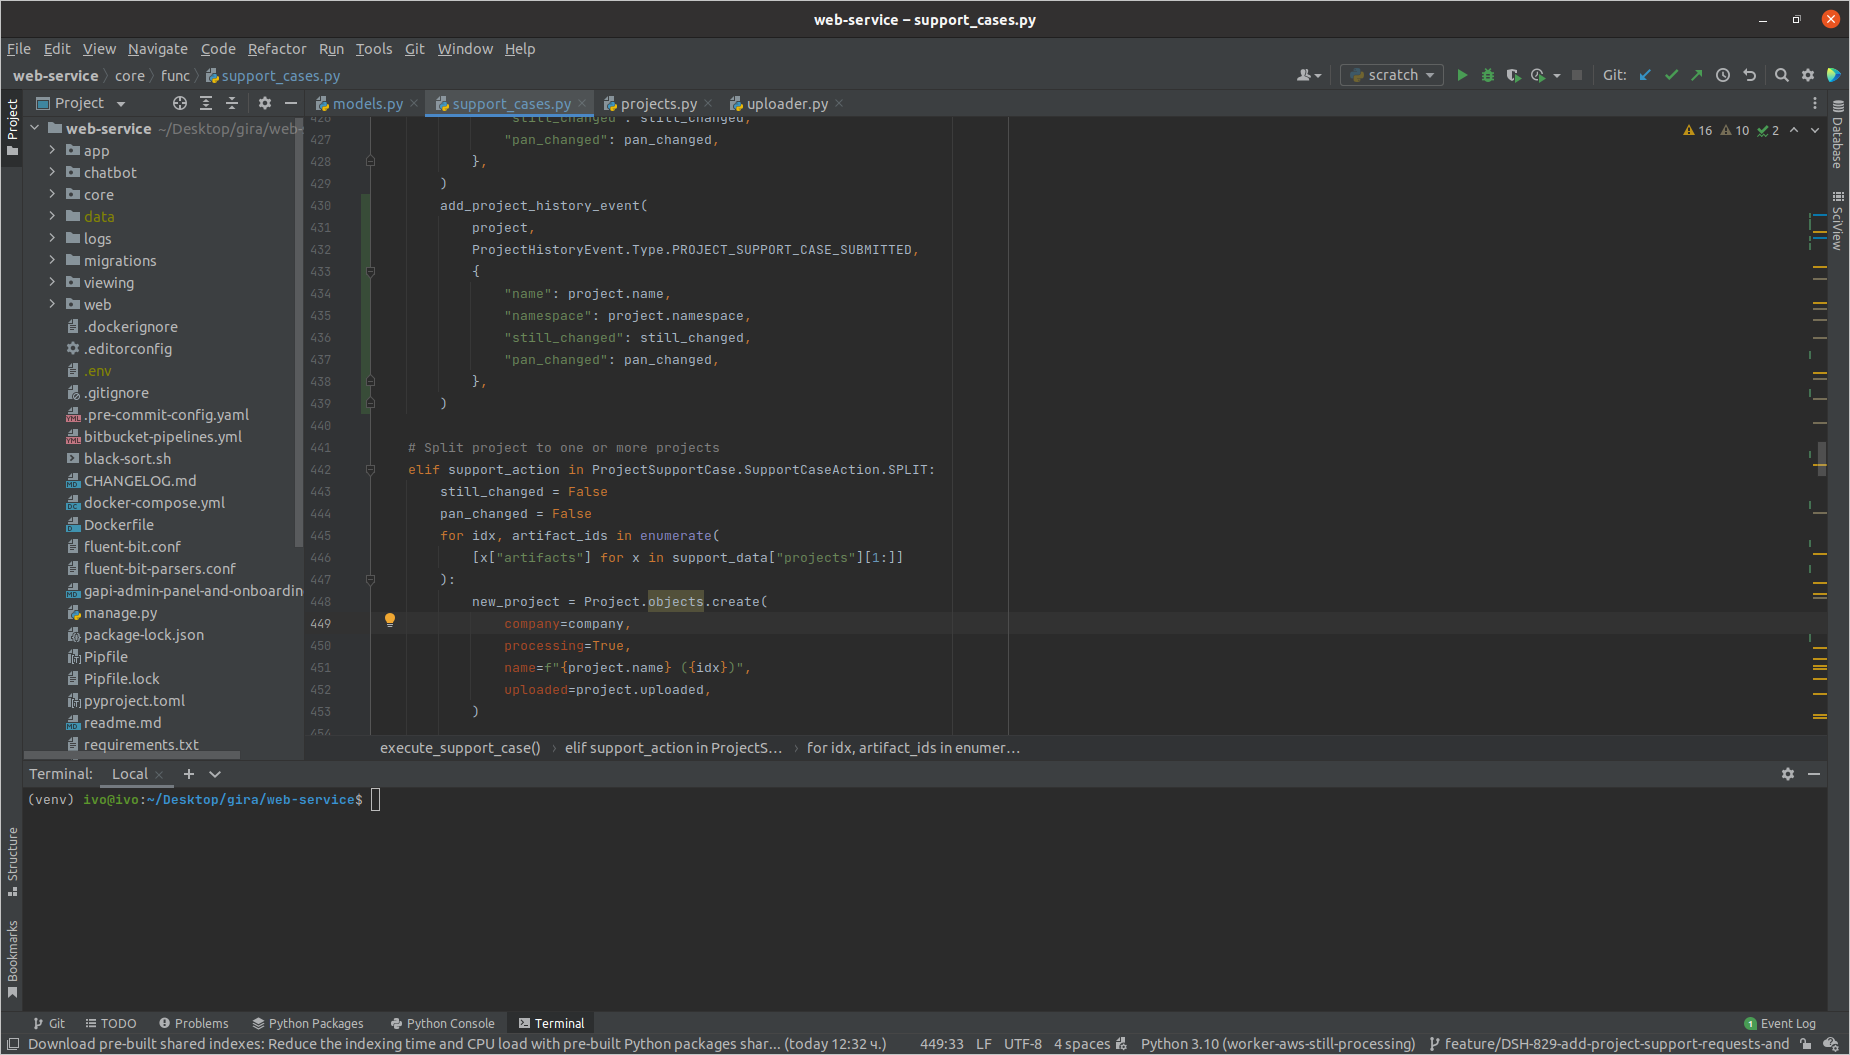 web-service – support_cases.py
File Edit View Navigate Code Refactor Run Tools Git Window Help
web-service core func support_cases.py
scratch
Git:
Project
models.py
support_cases.py
projects.py
uploader.py
Project
web-service ~/Desktop/gira/web-
app
chatbot
core
data
logs
migrations
viewing
web
.dockerignore
.editorconfig
.env
.gitignore
.pre-commit-config.yaml
bitbucket-pipelines.yml
black-sort.sh
CHANGELOG.md
docker-compose.yml
Dockerfile
fluent-bit.conf
fluent-bit-parsers.conf
gapi-admin-panel-and-onboardin
manage.py
package-lock.json
Pipfile
Pipfile.lock
pyproject.toml
readme.md
requirements.txt
16 10 2
426 "still_changed": still_changed,
427 "pan_changed": pan_changed,
428 },
429 )
430 add_project_history_event(
431 project,
432 ProjectHistoryEvent.Type.PROJECT_SUPPORT_CASE_SUBMITTED,
433 {
434 "name": project.name,
435 "namespace": project.namespace,
436 "still_changed": still_changed,
437 "pan_changed": pan_changed,
438 },
439 )
440
441 # Split project to one or more projects
442 elif support_action in ProjectSupportCase.SupportCaseAction.SPLIT:
443 still_changed = False
444 pan_changed = False
445 for idx, artifact_ids in enumerate(
446 [x["artifacts"] for x in support_data["projects"][1:]]
447 ):
448 new_project = Project.objects.create(
449 company=company,
450 processing=True,
451 name=f"{project.name} ({idx})",
452 uploaded=project.uploaded,
453 )
454
execute_support_case() › elif support_action in ProjectS… › for idx, artifact_ids in enumer…
Database
SciView
Terminal: Local
(venv) ivo@ivo:~/Desktop/gira/web-service$
Structure
Bookmarks
Git
TODO
Problems
Python Packages
Python Console
Terminal
1 Event Log
Download pre-built shared indexes: Reduce the indexing time and CPU load with pre-built Python packages shar... (today 12:32 ч.)
449:33 LF UTF-8 4 spaces Python 3.10 (worker-aws-still-processing) feature/DSH-829-add-project-support-requests-and